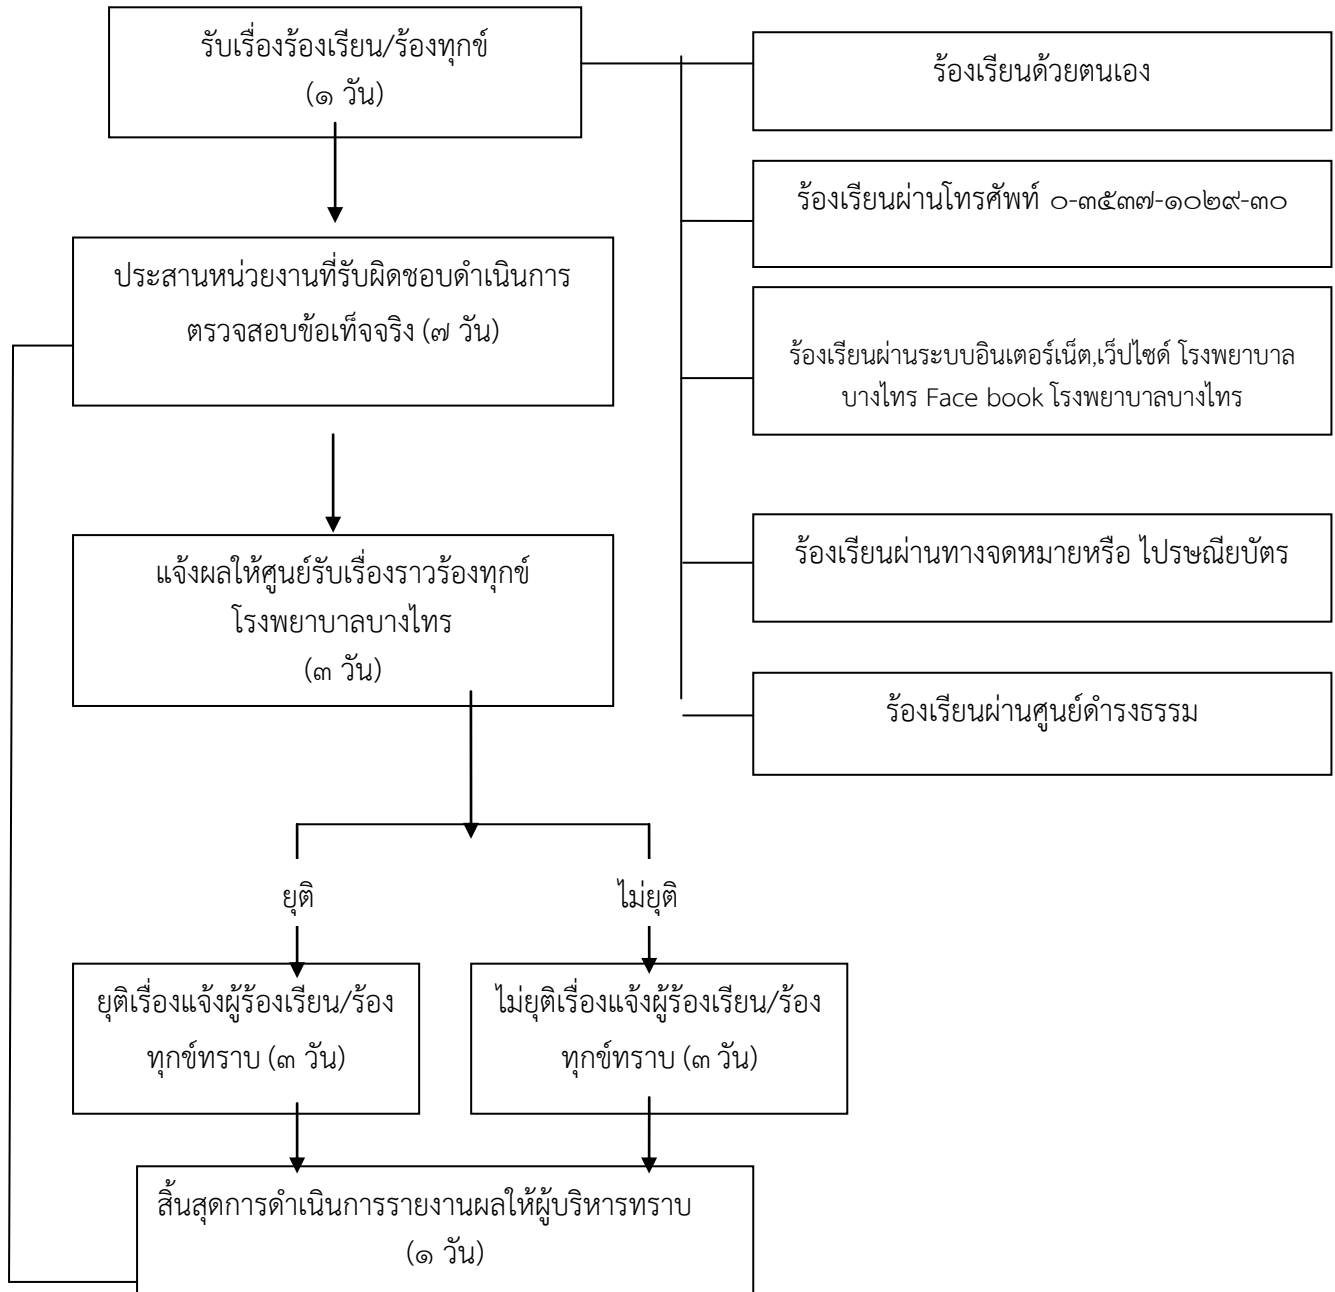 รับเรื่องร้องเรียน/ร้องทุกข์
(๑ วัน)
ร้องเรียนด้วยตนเอง
ร้องเรียนผ่านโทรศัพท์ ๐-๓๕๓๗-๑๐๒๙-๓๐
ประสานหน่วยงานที่รับผิดชอบดำเนินการ
ตรวจสอบข้อเท็จจริง (๗ วัน)
ร้องเรียนผ่านระบบอินเตอร์เน็ต,เว็ปไซด์ โรงพยาบาล
บางไทร Face book โรงพยาบาลบางไทร
ร้องเรียนผ่านทางจดหมายหรือ ไปรษณียบัตร
แจ้งผลให้ศูนย์รับเรื่องราวร้องทุกข์
โรงพยาบาลบางไทร
(๓ วัน)
ร้องเรียนผ่านศูนย์ดำรงธรรม
ยุติ
ไม่ยุติ
ยุติเรื่องแจ้งผู้ร้องเรียน/ร้อง
ทุกข์ทราบ (๓ วัน)
ไม่ยุติเรื่องแจ้งผู้ร้องเรียน/ร้อง
ทุกข์ทราบ (๓ วัน)
สิ้นสุดการดำเนินการรายงานผลให้ผู้บริหารทราบ
(๑ วัน)